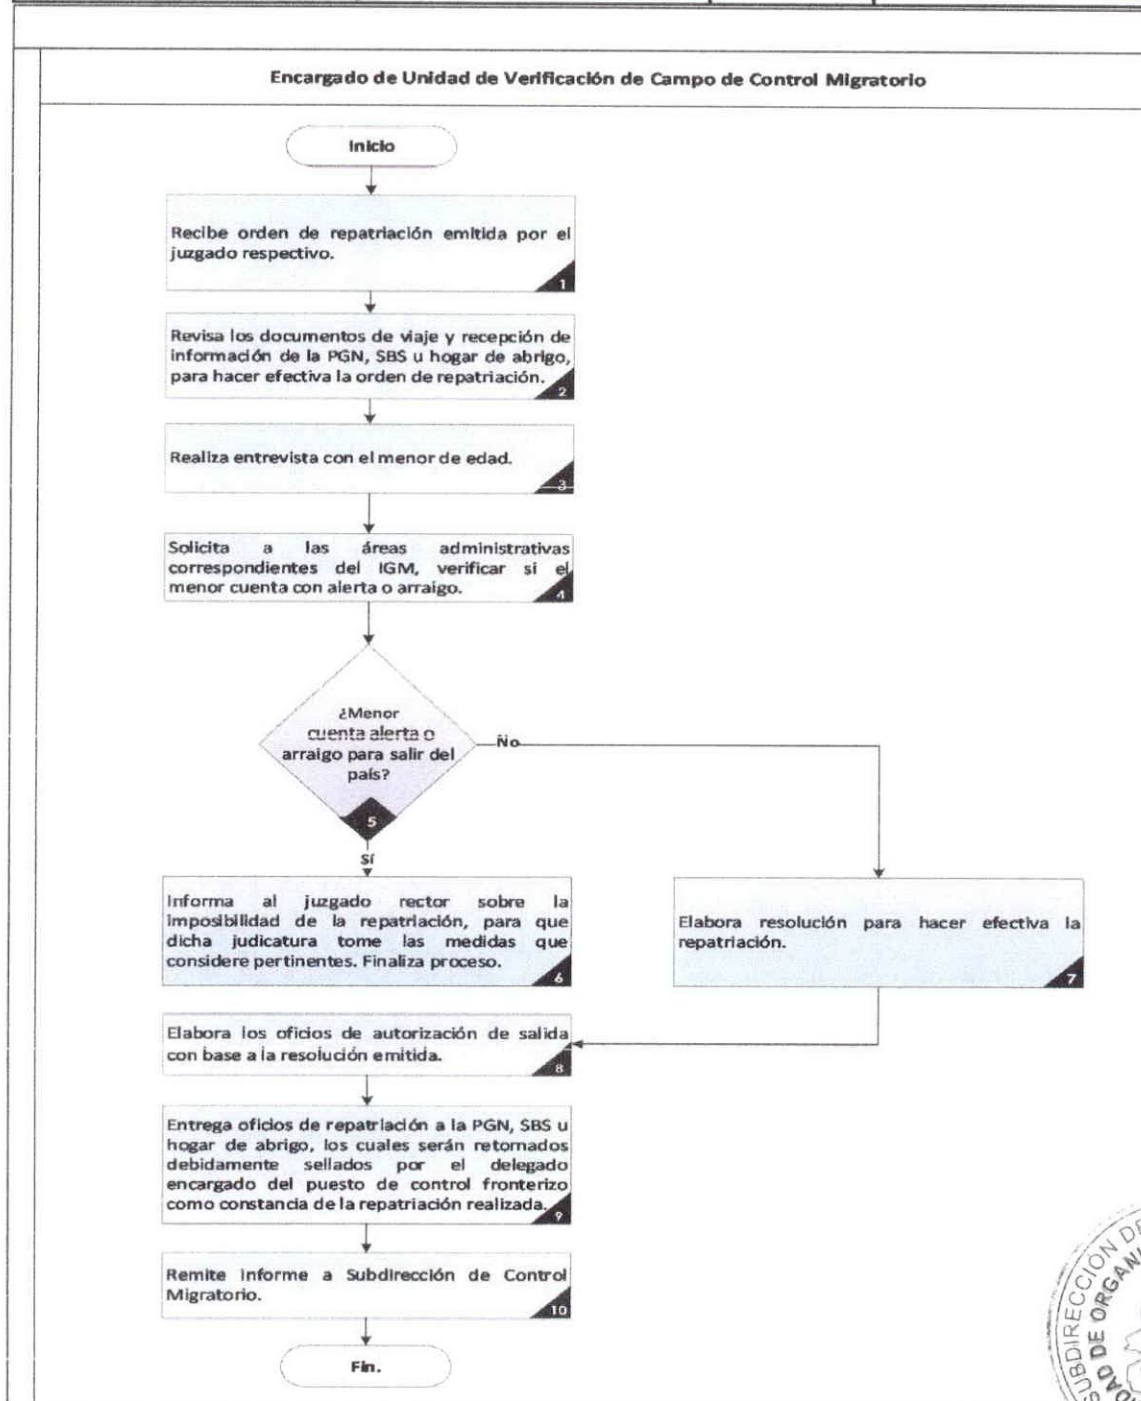 Encargado de Unidad de Verificación de Campo de Control Migratorio
Inicio
Recibe orden de repatriación emitida por el
juzgado respectivo.
1
Revisa los documentos de viaje y recepción de
información de la PGN, SBS u hogar de abrigo,
para hacer efectiva la orden de repatriación.
2
Realiza entrevista con el menor de edad.
3
Solicita a las áreas administrativas
correspondientes del IGM, verificar si el
menor cuenta con alerta o arraigo.
4
¿Menor
cuenta alerta o
arraigo para salir del
país?
No
5
Sí
Informa al juzgado rector sobre la
imposibilidad de la repatriación, para que
dicha judicatura tome las medidas que
considere pertinentes. Finaliza proceso.
6
Elabora resolución para hacer efectiva la
repatriación.
7
Elabora los oficios de autorización de salida
con base a la resolución emitida.
8
Entrega oficios de repatriación a la PGN, SBS u
hogar de abrigo, los cuales serán retornados
debidamente sellados por el delegado
encargado del puesto de control fronterizo
como constancia de la repatriación realizada.
9
Remite informe a Subdirección de Control
Migratorio.
10
Fin.
SUBDIRECCIÓN DE
DE